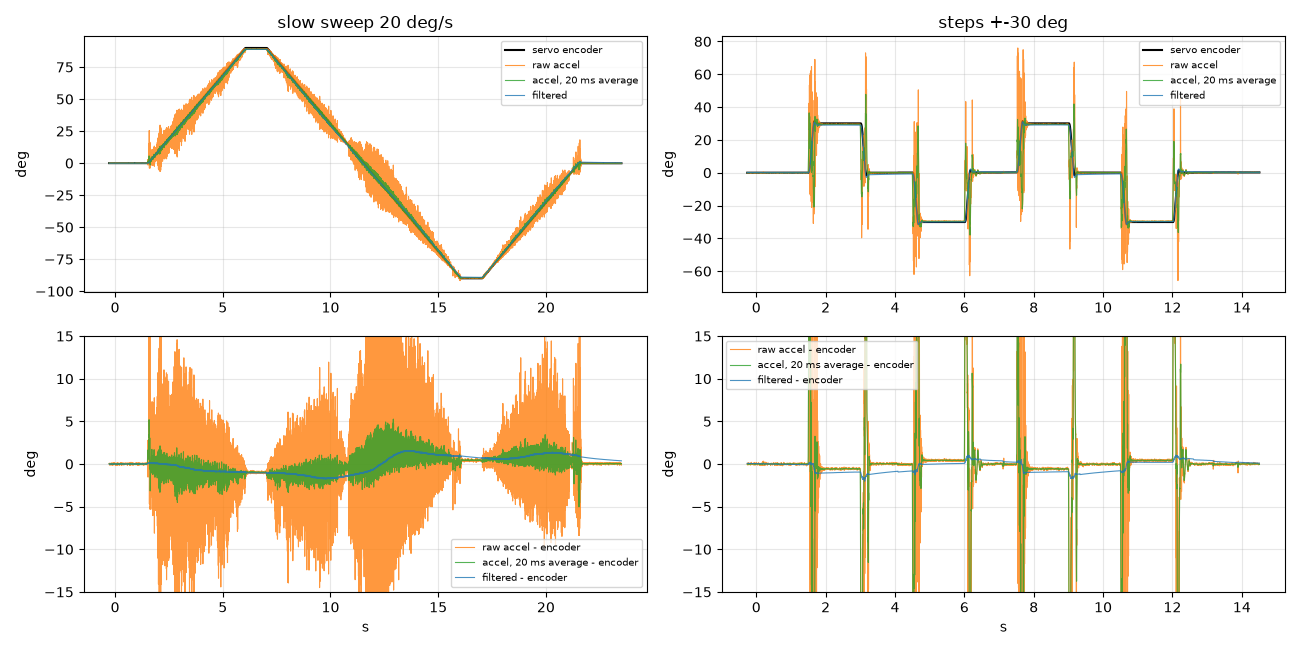 slow sweep 20 deg/s
deg
75
50
25
0
−25
−50
−75
−100
servo encoder
raw accel
accel, 20 ms average
filtered
0
5
10
15
20
steps +-30 deg
deg
80
60
40
20
0
−20
−40
−60
servo encoder
raw accel
accel, 20 ms average
filtered
0
2
4
6
8
10
12
14
deg
15
10
5
0
−5
−10
−15
raw accel - encoder
accel, 20 ms average - encoder
filtered - encoder
0
5
10
15
20
s
deg
15
10
5
0
−5
−10
−15
raw accel - encoder
accel, 20 ms average - encoder
filtered - encoder
0
2
4
6
8
10
12
14
s